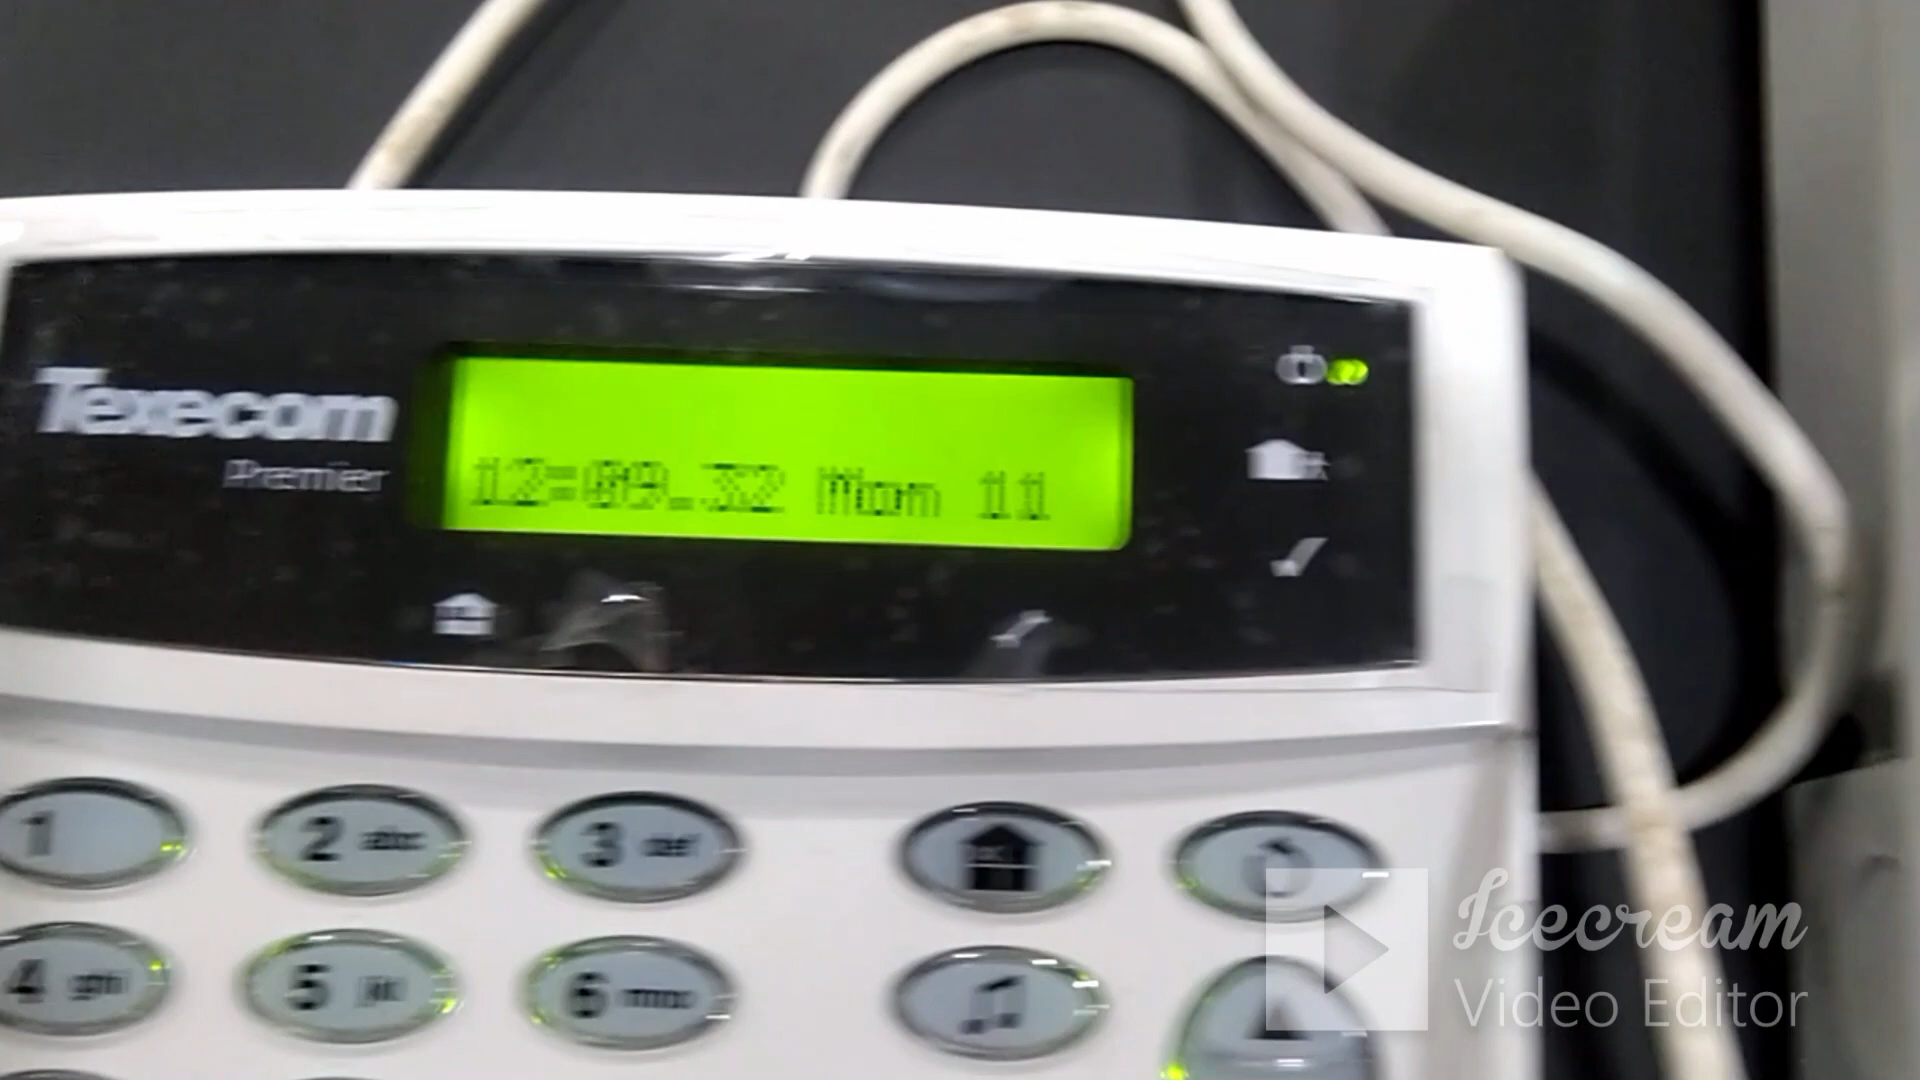 Texecom
Premier
12:09.32 Mon 11
1
2 abc
3 def
4 ghi
5 jkl
6 mno
Icecream
Video Editor